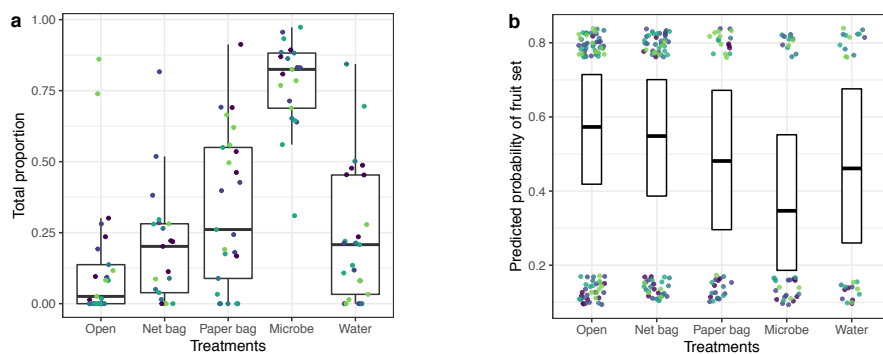 a
Total proportion
1.00
0.75
0.50
0.25
0.00
Open Net bag Paper bag Microbe Water
Treatments
b
Predicted probability of fruit set
0.8
0.6
0.4
0.2
Open Net bag Paper bag Microbe Water
Treatments